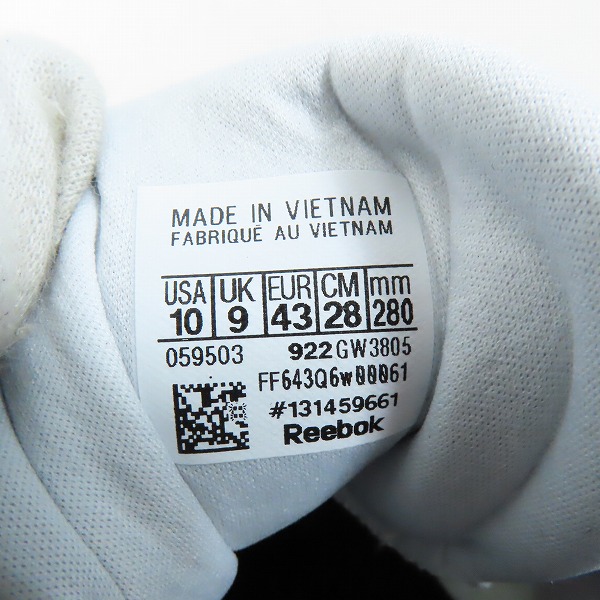 MADE IN VIETNAM
FABRIQUÉ AU VIETNAM
USA UK EUR CM mm
10 9 43 28 280
059503 922 GW3805
FF643Q6w00061
#131459661
Reebok